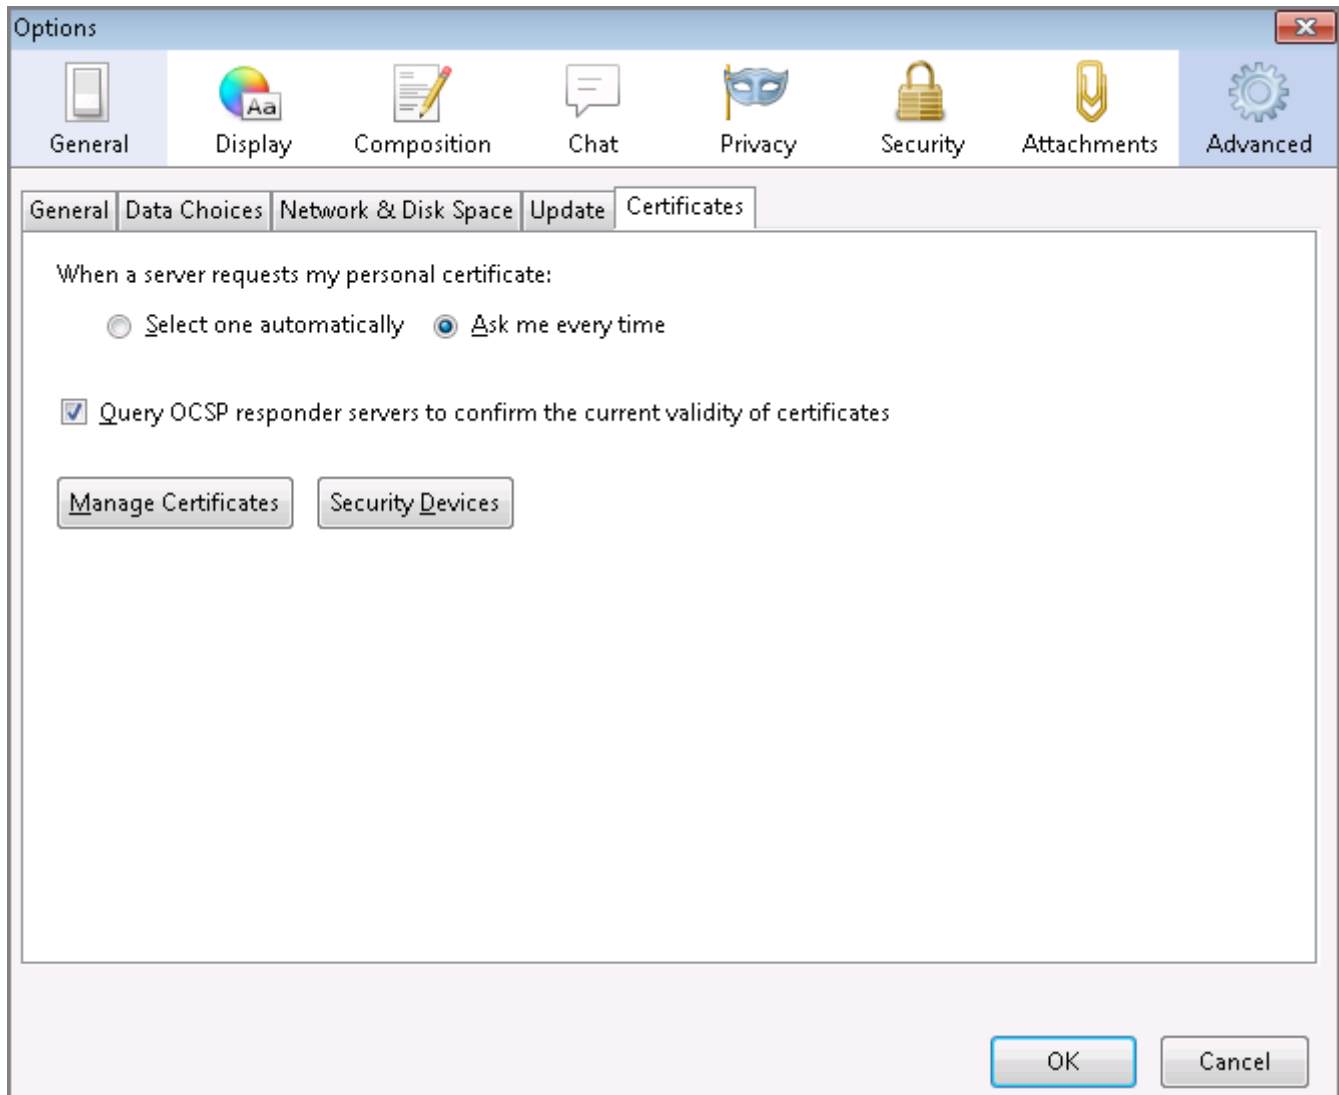 Options
Aa
General Display Composition Chat Privacy Security Attachments Advanced
General Data Choices Network & Disk Space Update Certificates
When a server requests my personal certificate:
Select one automatically Ask me every time
Query OCSP responder servers to confirm the current validity of certificates
Manage Certificates Security Devices
OK Cancel